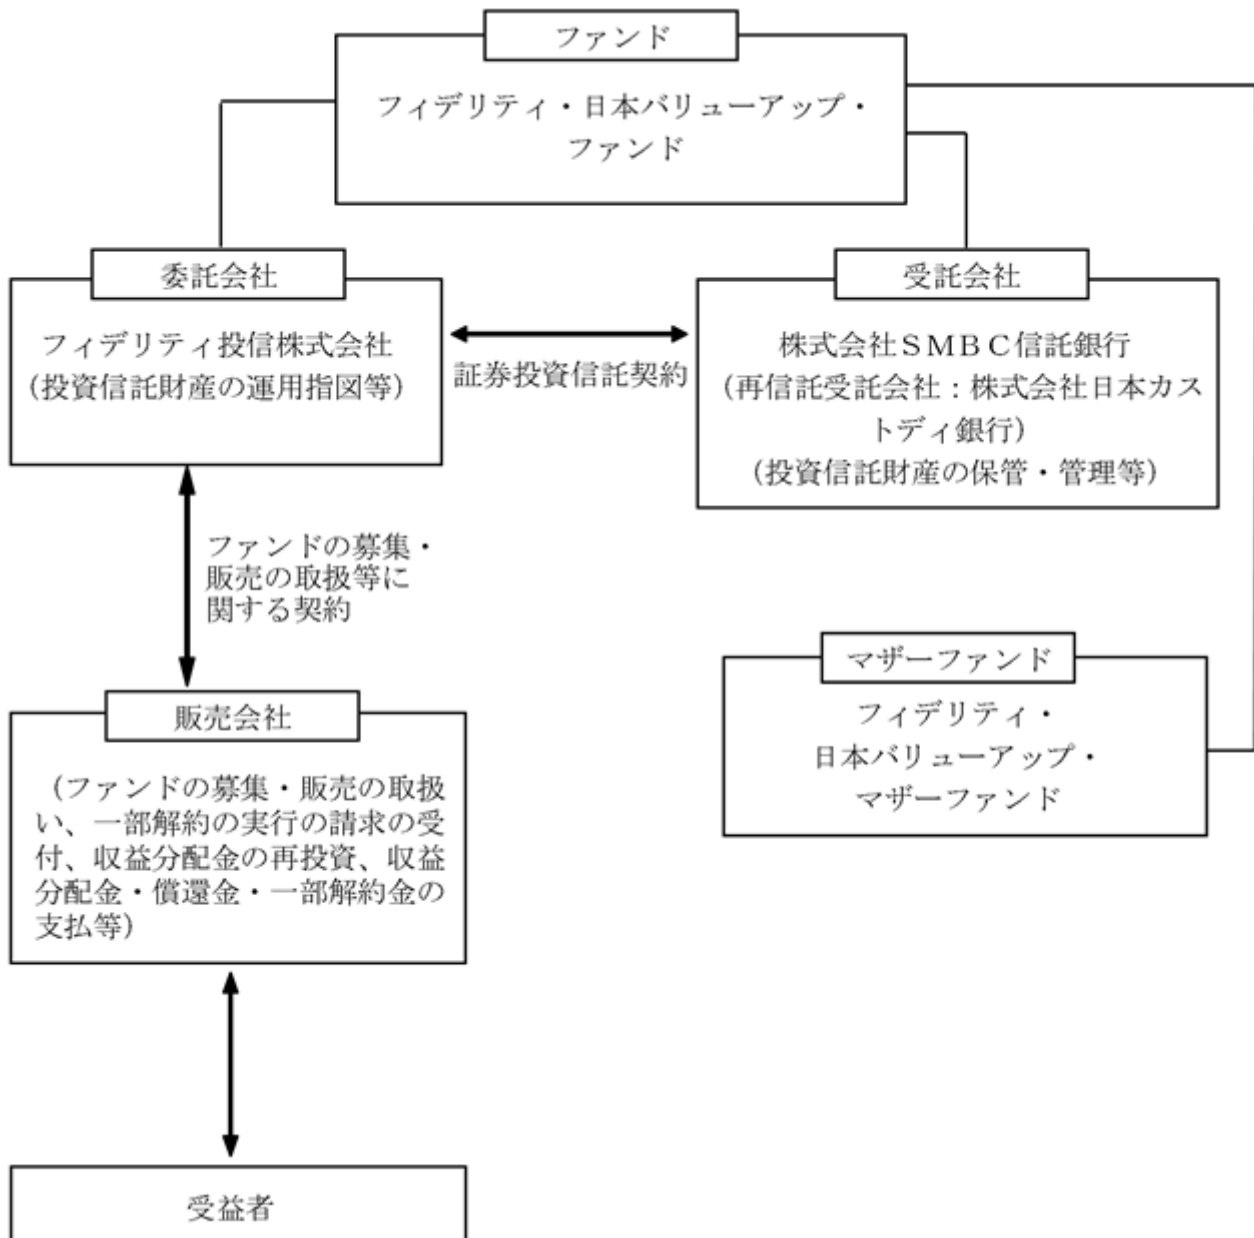 ファンド
フィデリティ・日本バリューアップ・
ファンド
委託会社
フィデリティ投信株式会社
（投資信託財産の運用指図等）
証券投資信託契約
受託会社
株式会社ＳＭＢＣ信託銀行
（再信託受託会社：株式会社日本カス
トディ銀行）
（投資信託財産の保管・管理等）
ファンドの募集・
販売の取扱等に
関する契約
マザーファンド
フィデリティ・
日本バリューアップ・
マザーファンド
販売会社
（ファンドの募集・販売の取扱
い、一部解約の実行の請求の受
付、収益分配金の再投資、収益
分配金・償還金・一部解約金の
支払等）
受益者